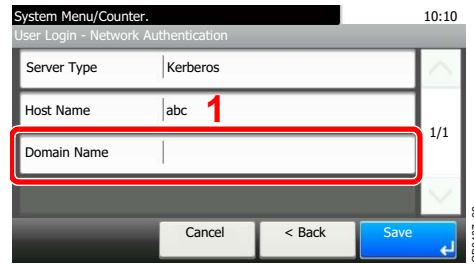 System Menu/Counter.
10:10
User Login - Network Authentication
Server Type Kerberos
Host Name abc 1
1/1
Domain Name
Cancel < Back Save